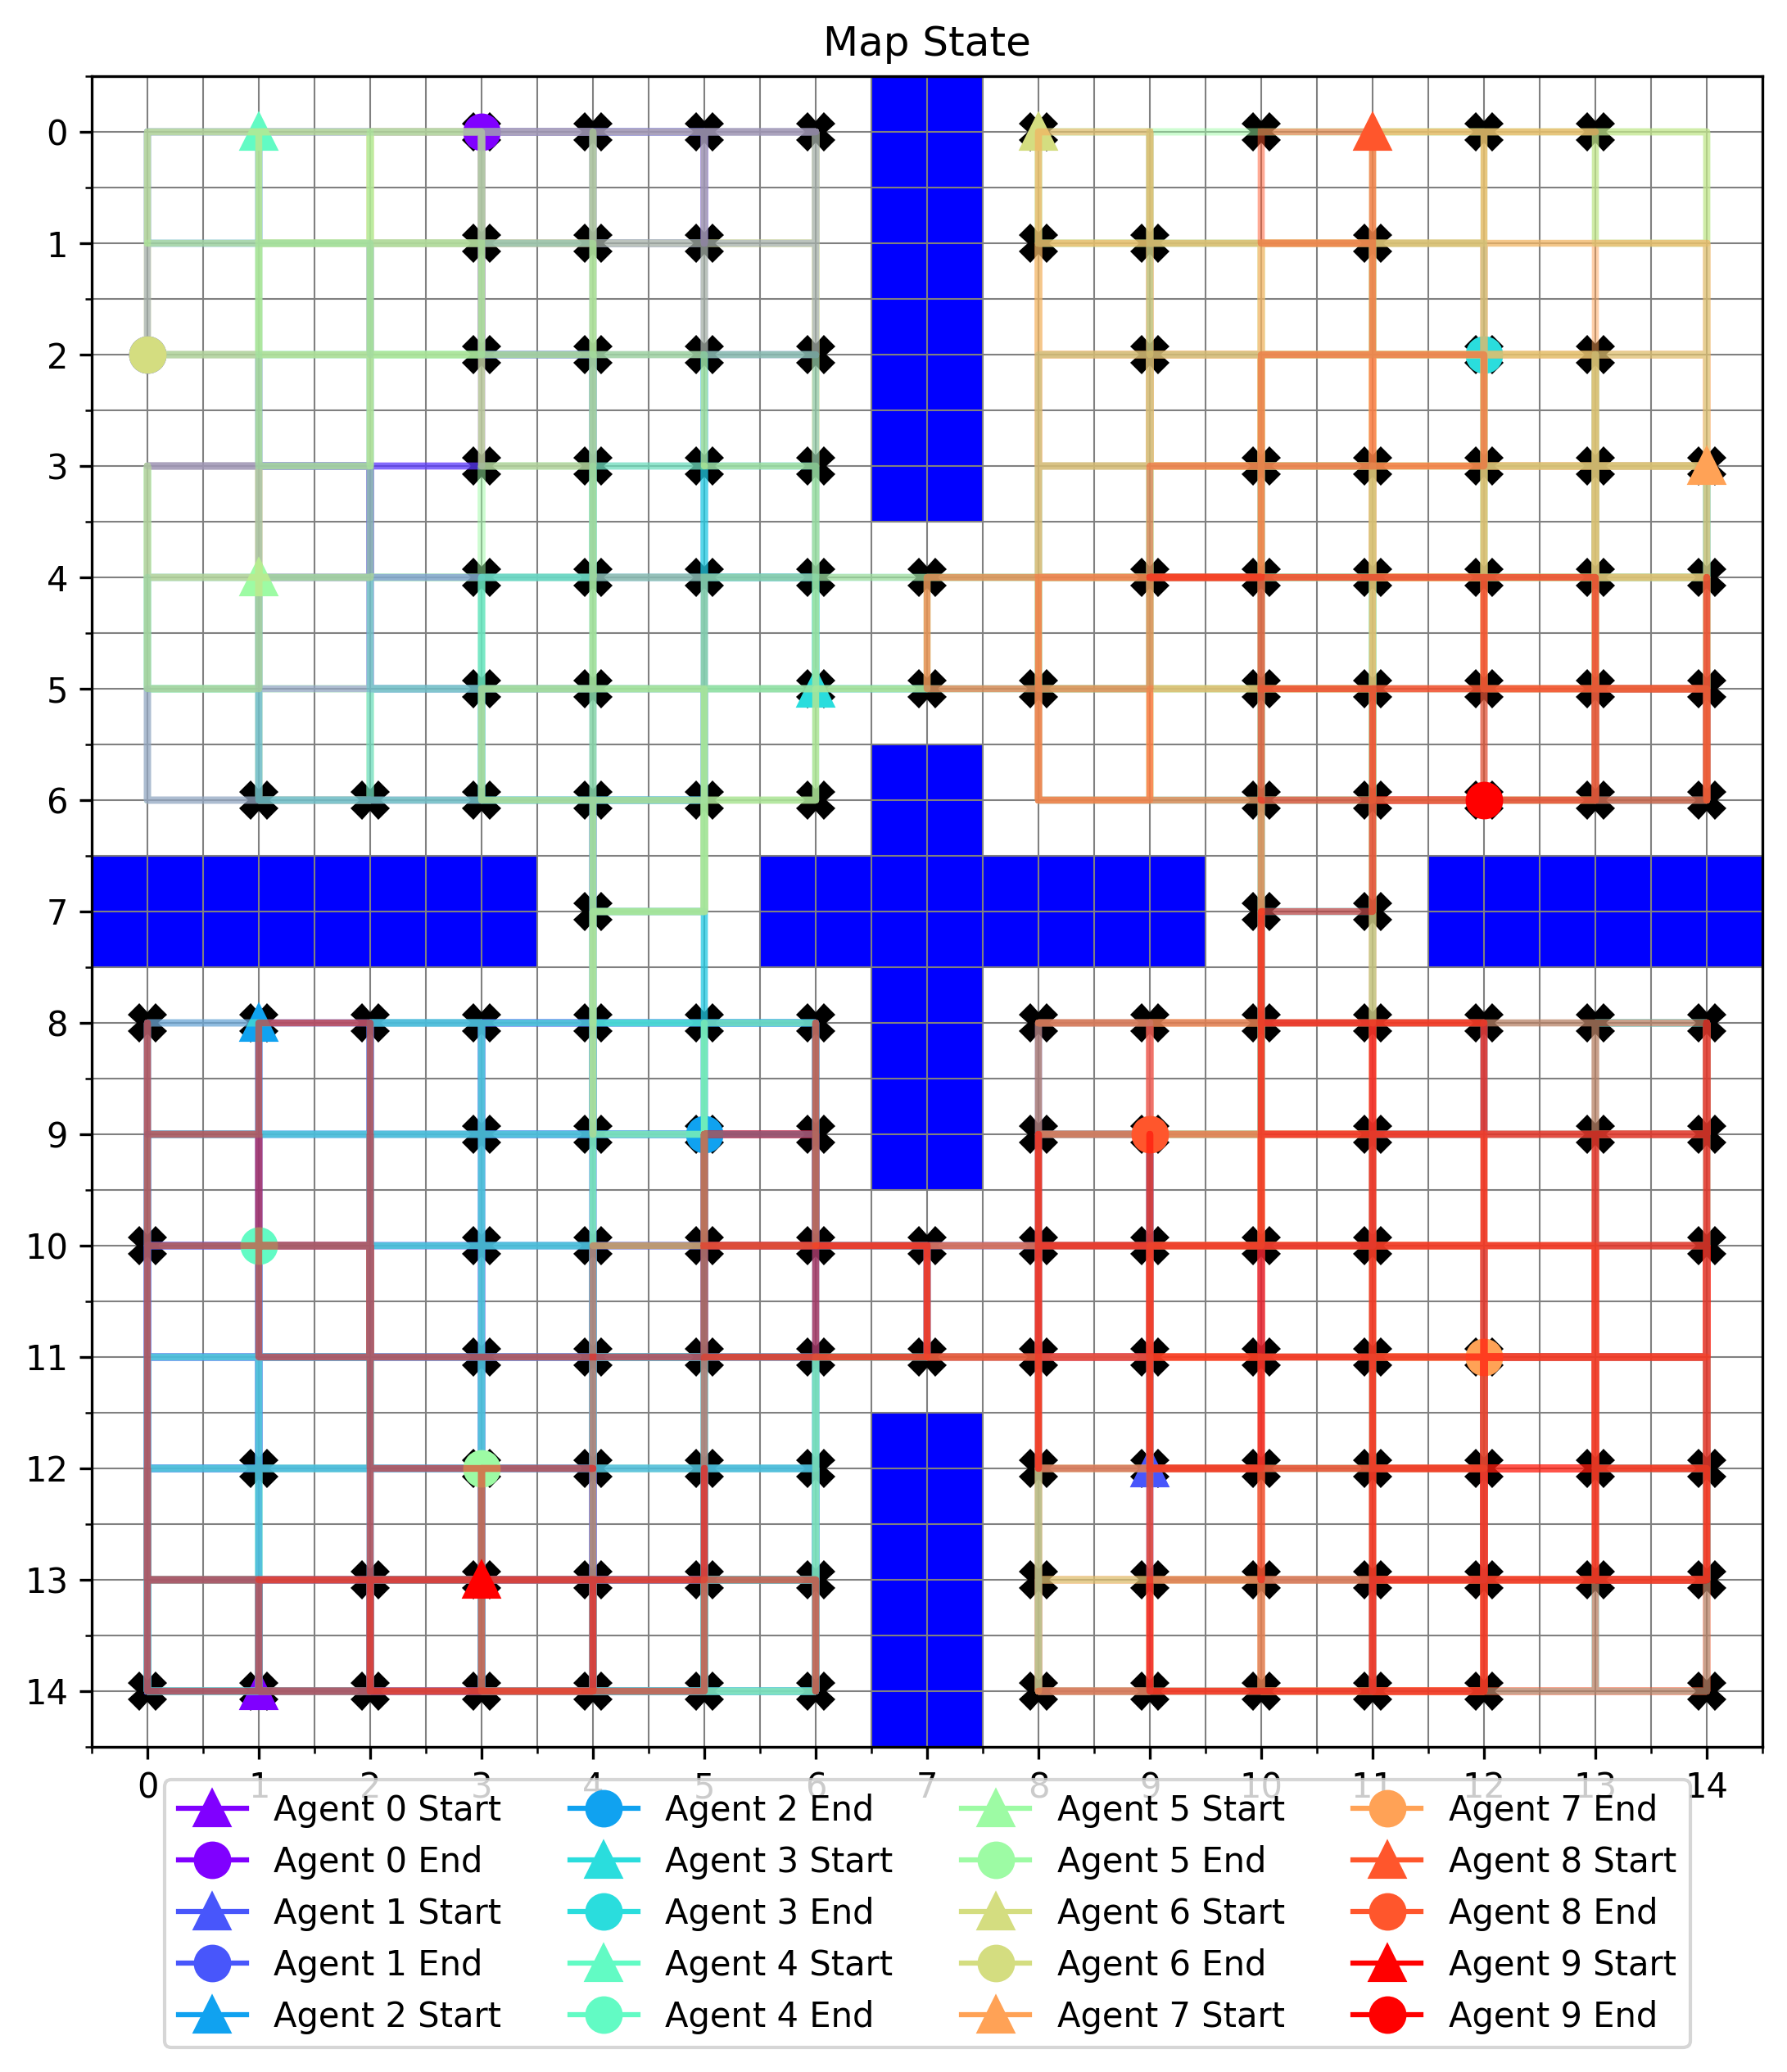 Map State
0
1
2
3
4
5
6
7
8
9
10
11
12
13
14
0 1 2 3 4 5 6 7 8 9 10 11 12 13 14
Agent 0 Start
Agent 0 End
Agent 1 Start
Agent 1 End
Agent 2 Start
Agent 2 End
Agent 3 Start
Agent 3 End
Agent 4 Start
Agent 4 End
Agent 5 Start
Agent 5 End
Agent 6 Start
Agent 6 End
Agent 7 Start
Agent 7 End
Agent 8 Start
Agent 8 End
Agent 9 Start
Agent 9 End